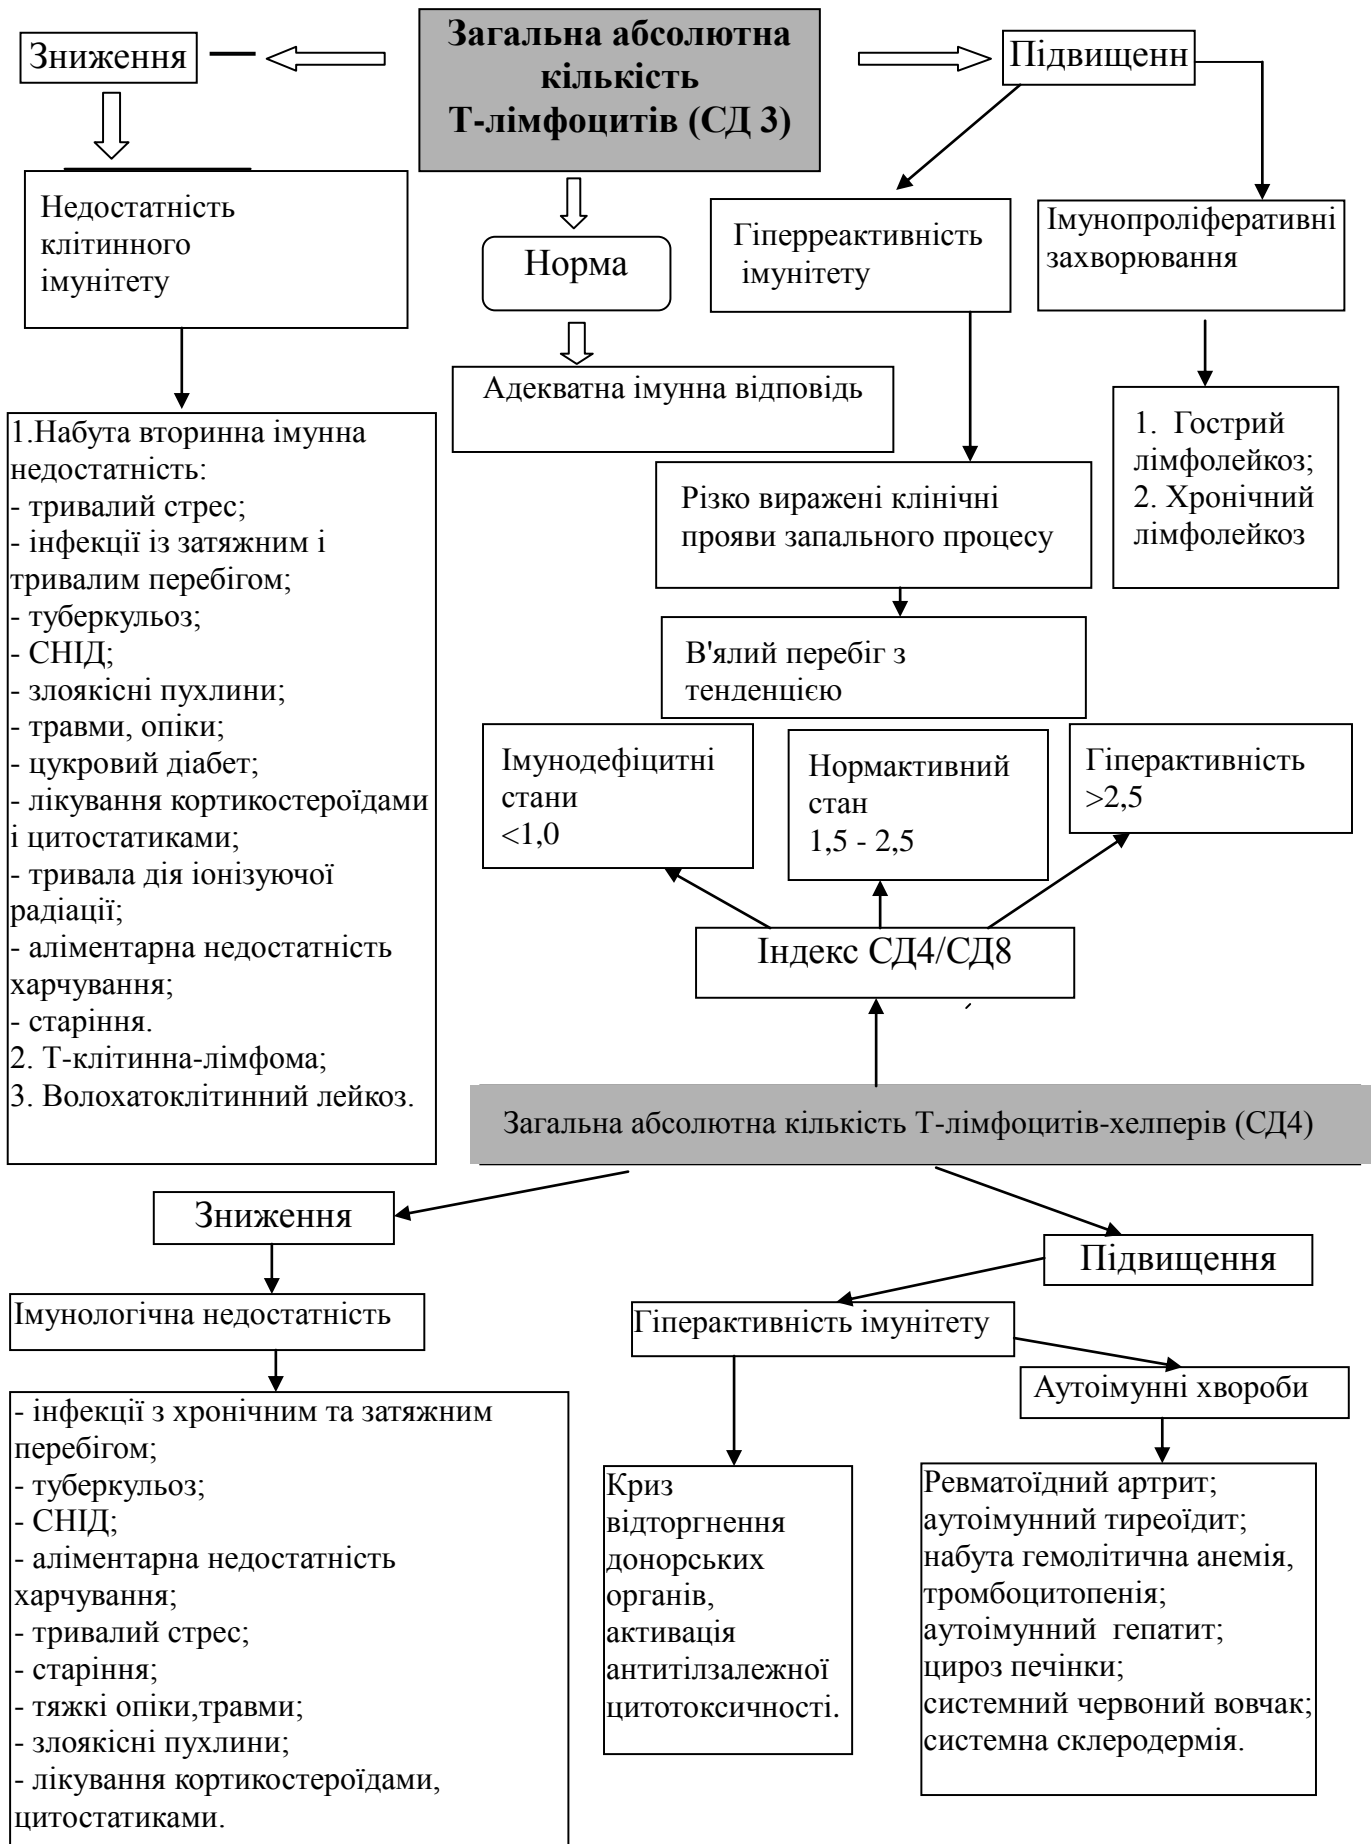 Загальна абсолютна
кількість
Т-лімфоцитів (СД 3)
Зниження
Підвищенн
Недостатність
клітинного
імунітету
Норма
Гіперреактивність
імунітету
Імунопроліферативні
захворювання
Адекватна імунна відповідь
1.Набута вторинна імунна
недостатність:
- тривалий стрес;
- інфекції із затяжним і
тривалим перебігом;
- туберкульоз;
- СНІД;
- злоякісні пухлини;
- травми, опіки;
- цукровий діабет;
- лікування кортикостероїдами
і цитостатиками;
- тривала дія іонізуючої
радіації;
- аліментарна недостатність
харчування;
- старіння.
2. Т-клітинна-лімфома;
3. Волохатоклітинний лейкоз.
Різко виражені клінічні
прояви запального процесу
1. Гострий
лімфолейкоз;
2. Хронічний
лімфолейкоз
В'ялий перебіг з
тенденцією
Імунодефіцитні
стани
<1,0
Нормактивний
стан
1,5 - 2,5
Гіперактивність
>2,5
Індекс СД4/СД8
Загальна абсолютна кількість Т-лімфоцитів-хелперів (СД4)
Зниження
Підвищення
Імунологічна недостатність
Гіперактивність імунітету
Аутоімунні хвороби
- інфекції з хронічним та затяжним
перебігом;
- туберкульоз;
- СНІД;
- аліментарна недостатність
харчування;
- тривалий стрес;
- старіння;
- тяжкі опіки,травми;
- злоякісні пухлини;
- лікування кортикостероїдами,
цитостатиками.
Криз
відторгнення
донорських
органів,
активація
антитілзалежної
цитотоксичності.
Ревматоїдний артрит;
аутоімунний тиреоїдит;
набута гемолітична анемія,
тромбоцитопенія;
аутоімунний гепатит;
цироз печінки;
системний червоний вовчак;
системна склеродермія.